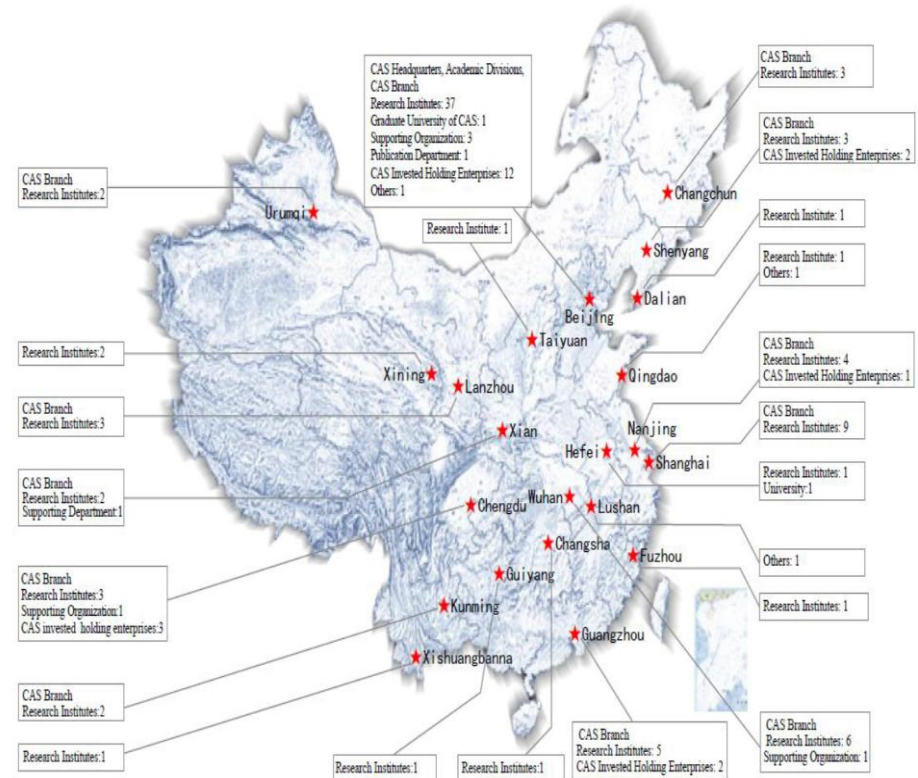 CAS Headquarters, Academic Divisions,
CAS Branch
Research Institutes: 37
Graduate University of CAS: 1
Supporting Organization: 3
Publication Department: 1
CAS Invested Holding Enterprises: 12
Others: 1
CAS Branch
Research Institutes: 3
CAS Branch
Research Institutes: 3
CAS Invested Holding Enterprises: 2
CAS Branch
Research Institutes:2
Urumqi
Changchun
Research Institute: 1
Research Institute: 1
Shenyang
Research Institute: 1
Others: 1
Dalian
Beijing
Taiyuan
CAS Branch
Research Institutes: 4
CAS Invested Holding Enterprises: 1
Research Institutes:2
Xining
Lanzhou
Qingdao
CAS Branch
Research Institutes:3
CAS Branch
Research Institutes: 9
Xian
Nanjing
Hefei
Shanghai
Research Institutes: 1
University:1
CAS Branch
Research Institutes:2
Supporting Department:1
Chengdu
Wuhan
Lushan
Changsha
Fuzhou
Others: 1
CAS Branch
Research Institutes:3
Supporting Organization:1
CAS invested holding enterprises:3
Guiyang
Kunming
Research Institutes: 1
Guangzhou
Xishuangbanna
CAS Branch
Research Institutes:2
Research Institutes:1
Research Institutes:1
Research Institutes:1
CAS Branch
Research Institutes: 5
CAS Invested Holding Enterprises: 2
CAS Branch
Research Institutes: 6
Supporting Organization: 1